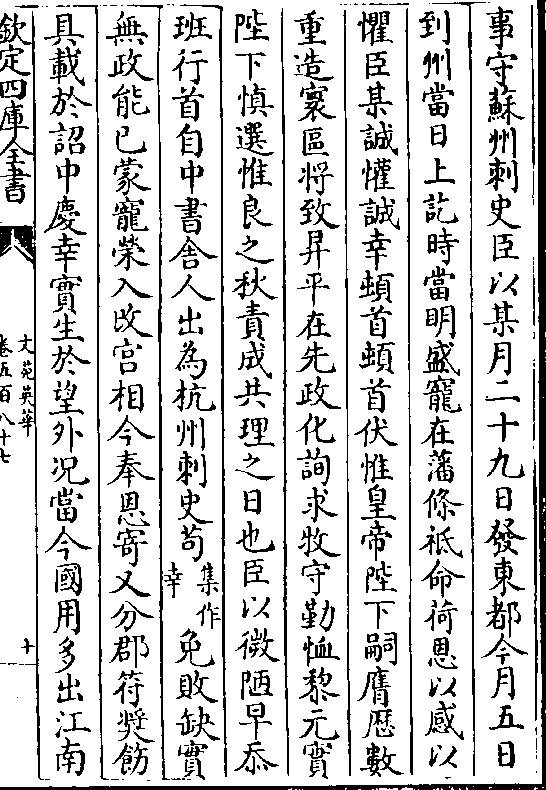 事守蘇州刺史臣以某月二十九日發東都今月五日
到州當日上訖時當明盛寵在藩條祗命荷恩以感以
懼臣某誠懽誠幸頓首頓首伏惟皇帝陛下嗣膺厯數
重造寰區將致昇平在先政化詢求牧守勤恤黎元實
陛下慎選惟良之秋責成共理之日也臣以微陋早忝
班行首自中書舍人出為杭州刺史茍集作幸免敗缺實
無政能已蒙寵榮入改宫相今奉恩寄又分郡符奬飭
具載於詔中慶幸實生於望外况當今國用多出江南
欽定四庫全書
文苑英華
卷五百八十七
十